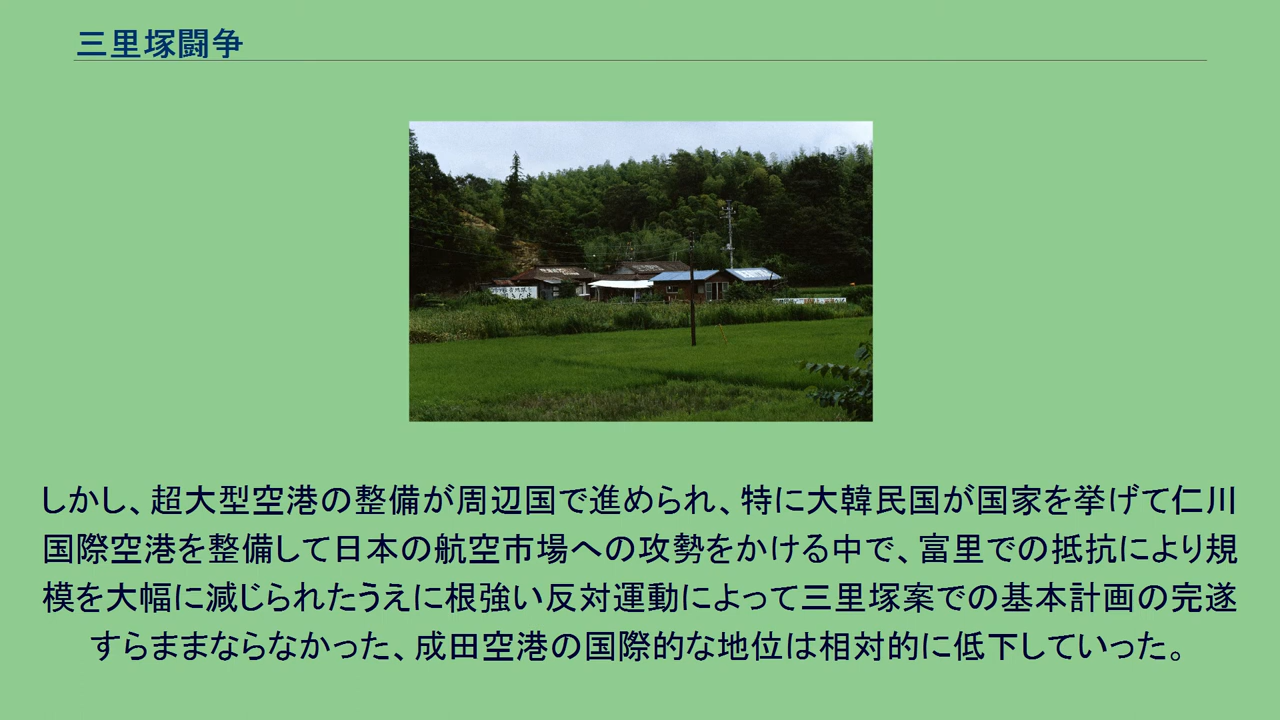 三里塚闘争
しかし、超大型空港の整備が周辺国で進められ、特に大韓民国が国家を挙げて仁川
国際空港を整備して日本の航空市場への攻勢をかける中で、富里での抵抗により規
模を大幅に減じられたうえに根強い反対運動によって三里塚案での基本計画の完遂
すらままならなかった、成田空港の国際的な地位は相対的に低下していった。